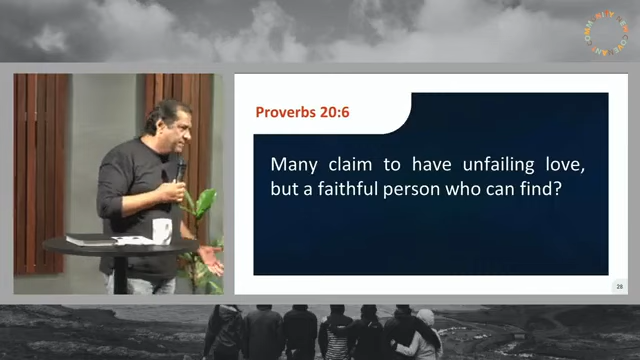 Proverbs 20:6
Many claim to have unfailing love,
but a faithful person who can find?
28